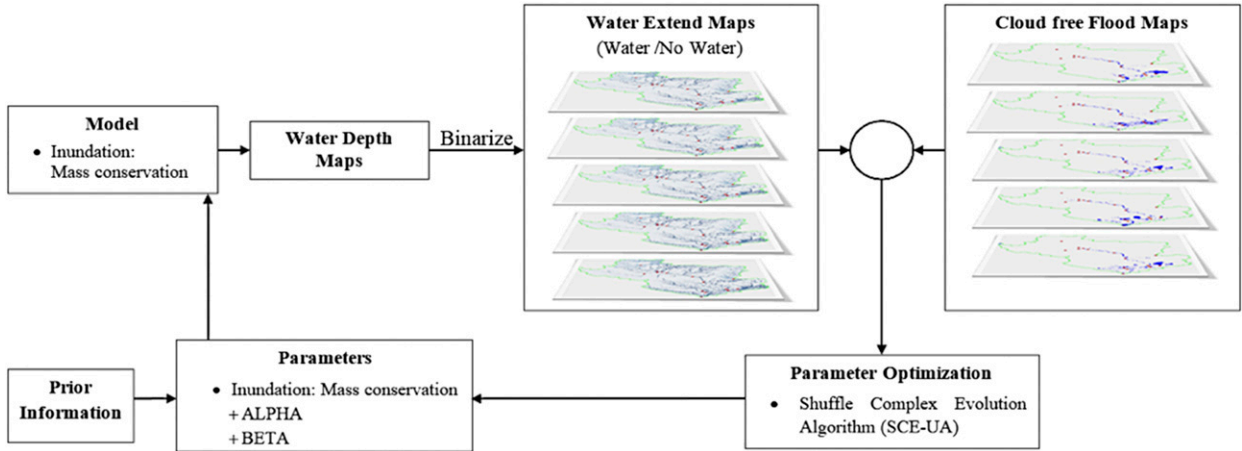 Water Extend Maps
(Water /No Water)
Cloud free Flood Maps
Model
• Inundation:
Mass conservation
Water Depth
Maps
Binarize
Prior
Information
Parameters
• Inundation: Mass conservation
+ ALPHA
+ BETA
Parameter Optimization
• Shuffle Complex Evolution
Algorithm (SCE-UA)